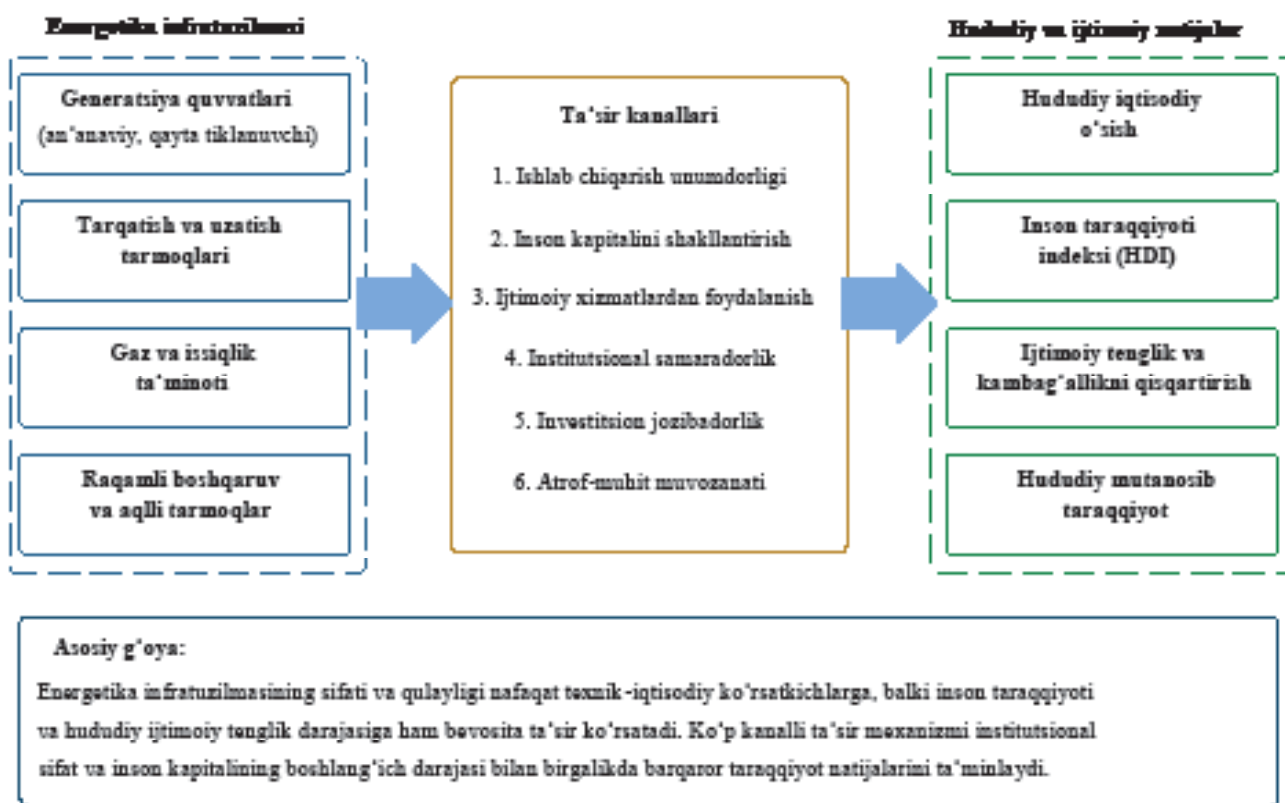 Energetika infratuzilmasi
Generatsiya quvvatlari
(an‘anaviy, qayta tiklanuvchi)
Tarqatish va uzatish
tarmoqlari
Gaz va issiqlik
ta‘minoti
Raqamli boshqaruv
va aqlli tarmoqlar
Ta‘sir kanallari
1. Ishlab chiqarish unumdorligi
2. Inson kapitalini shakllantirish
3. Ijtimoiy xizmatlardan foydalanish
4. Institutsional samaradorlik
5. Investitsion jozibadorlik
6. Atrof-muhit muvozanati
Hududiy va ijtimoiy natijalar
Hududiy iqtisodiy
o‘sish
Inson taraqqiyoti
indeksi (HDI)
Ijtimoiy tenglik va
kambag‘allikni qisqartirish
Hududiy mutanosib
taraqqiyot
Asosiy g‘oya:
Energetika infratuzilmasining sifati va qulayligi nafaqat texnik-iqtisodiy ko‘rsatkichlarga, balki inson taraqqiyoti
va hududiy ijtimoiy tenglik darajasiga ham bevosita ta‘sir ko‘rsatadi. Ko‘p kanalli ta‘sir mexanizmi institutsional
sifat va inson kapitalining boshlang‘ich darajasi bilan birgalikda barqaror taraqqiyot natijalarini ta‘minlaydi.